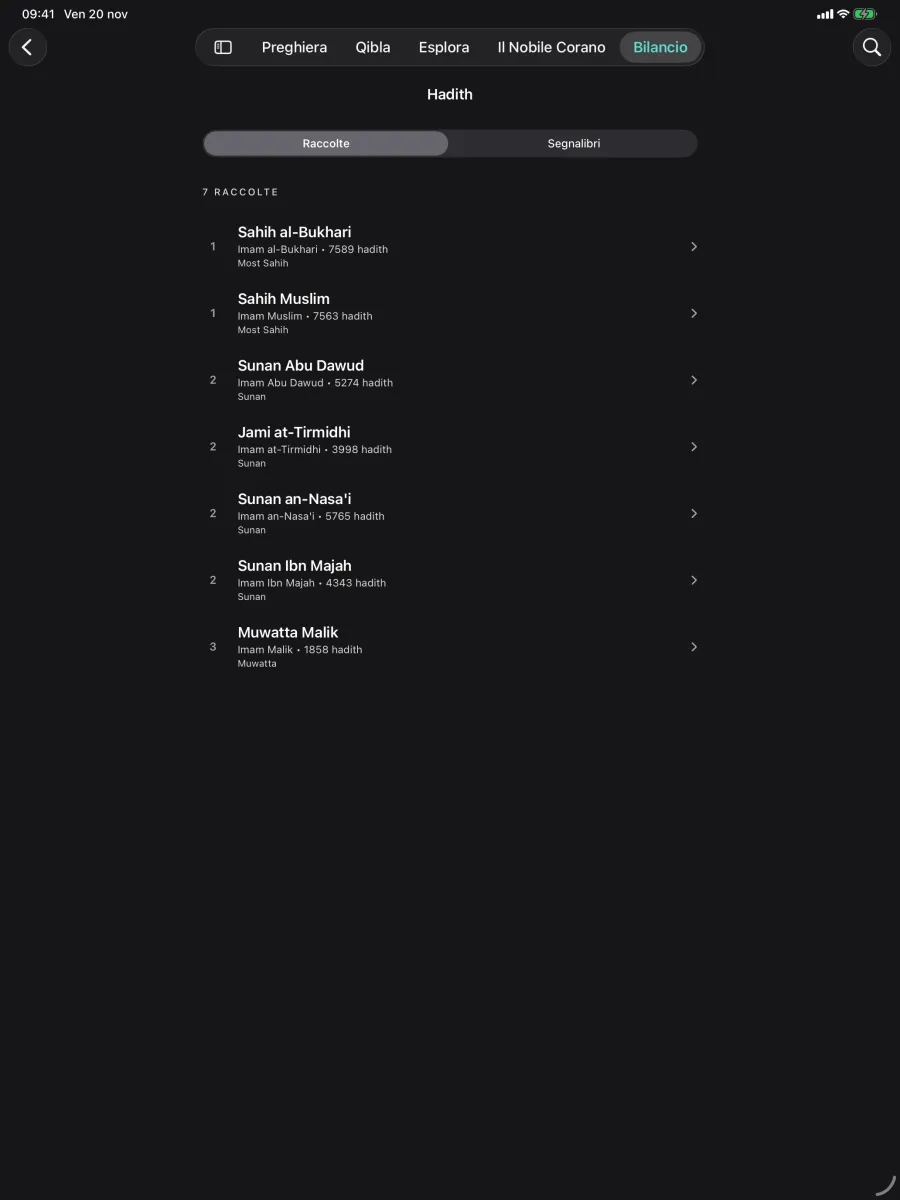 09:41 Ven 20 nov
Preghiera Qibla Esplora Il Nobile Corano Bilancio
Hadith
Raccolte Segnalibri
7 RACCOLTE
1
Sahih al-Bukhari
Imam al-Bukhari • 7589 hadith
Most Sahih
1
Sahih Muslim
Imam Muslim • 7563 hadith
Most Sahih
2
Sunan Abu Dawud
Imam Abu Dawud • 5274 hadith
Sunan
2
Jami at-Tirmidhi
Imam at-Tirmidhi • 3998 hadith
Sunan
2
Sunan an-Nasa'i
Imam an-Nasa'i • 5765 hadith
Sunan
2
Sunan Ibn Majah
Imam Ibn Majah • 4343 hadith
Sunan
3
Muwatta Malik
Imam Malik • 1858 hadith
Muwatta